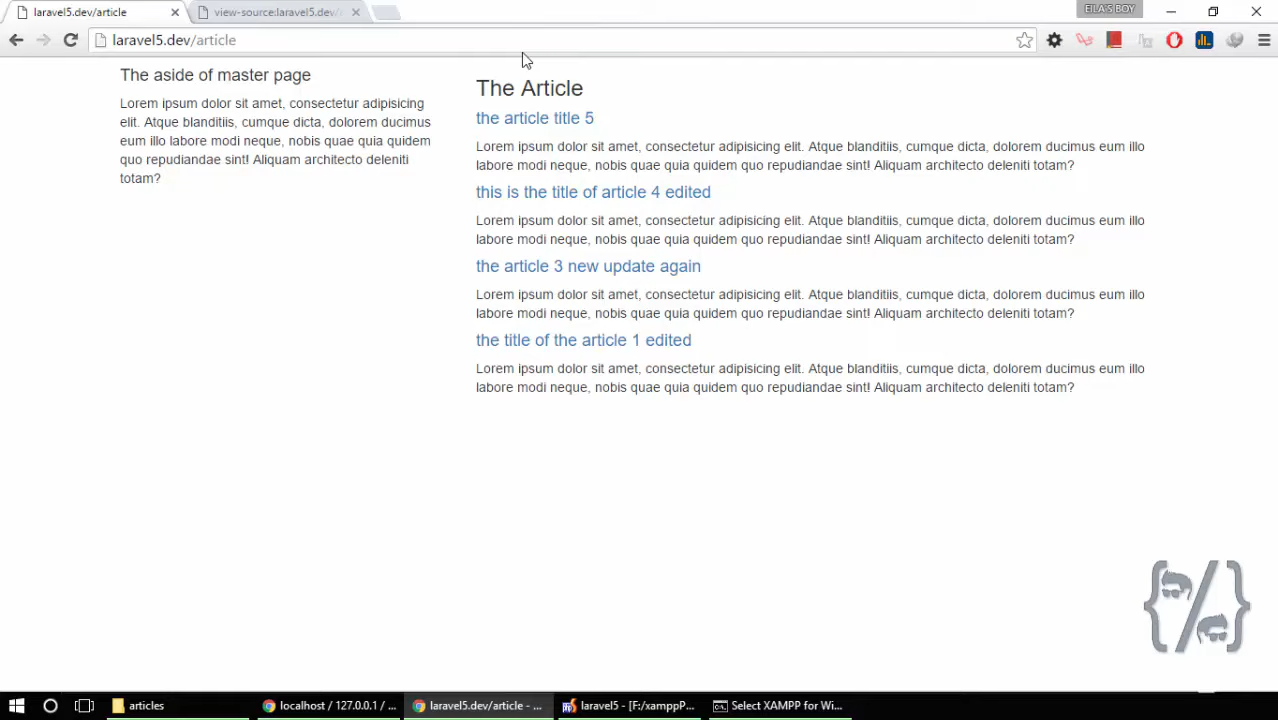 laravel5.dev/article
view-source:laravel5.dev/
EILA'S BOY
laravel5.dev/article
The aside of master page
Lorem ipsum dolor sit amet, consectetur adipisicing
elit. Atque blanditiis, cumque dicta, dolorem ducimus
eum illo labore modi neque, nobis quae quia quidem
quo repudiandae sint! Aliquam architecto deleniti
totam?
The Article
the article title 5
Lorem ipsum dolor sit amet, consectetur adipisicing elit. Atque blanditiis, cumque dicta, dolorem ducimus eum illo
labore modi neque, nobis quae quia quidem quo repudiandae sint! Aliquam architecto deleniti totam?
this is the title of article 4 edited
Lorem ipsum dolor sit amet, consectetur adipisicing elit. Atque blanditiis, cumque dicta, dolorem ducimus eum illo
labore modi neque, nobis quae quia quidem quo repudiandae sint! Aliquam architecto deleniti totam?
the article 3 new update again
Lorem ipsum dolor sit amet, consectetur adipisicing elit. Atque blanditiis, cumque dicta, dolorem ducimus eum illo
labore modi neque, nobis quae quia quidem quo repudiandae sint! Aliquam architecto deleniti totam?
the title of the article 1 edited
Lorem ipsum dolor sit amet, consectetur adipisicing elit. Atque blanditiis, cumque dicta, dolorem ducimus eum illo
labore modi neque, nobis quae quia quidem quo repudiandae sint! Aliquam architecto deleniti totam?
{/}
articles
localhost / 127.0.0.1 / ...
laravel5.dev/article - ...
laravel5 - [F:/xamppP...
Select XAMPP for Wi...